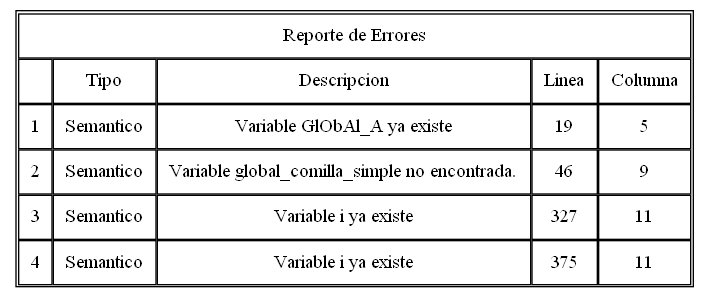 Reporte de Errores
Tipo Descripcion Linea Columna
1 Semantico Variable GlObAl_A ya existe 19 5
2 Semantico Variable global_comilla_simple no encontrada. 46 9
3 Semantico Variable i ya existe 327 11
4 Semantico Variable i ya existe 375 11